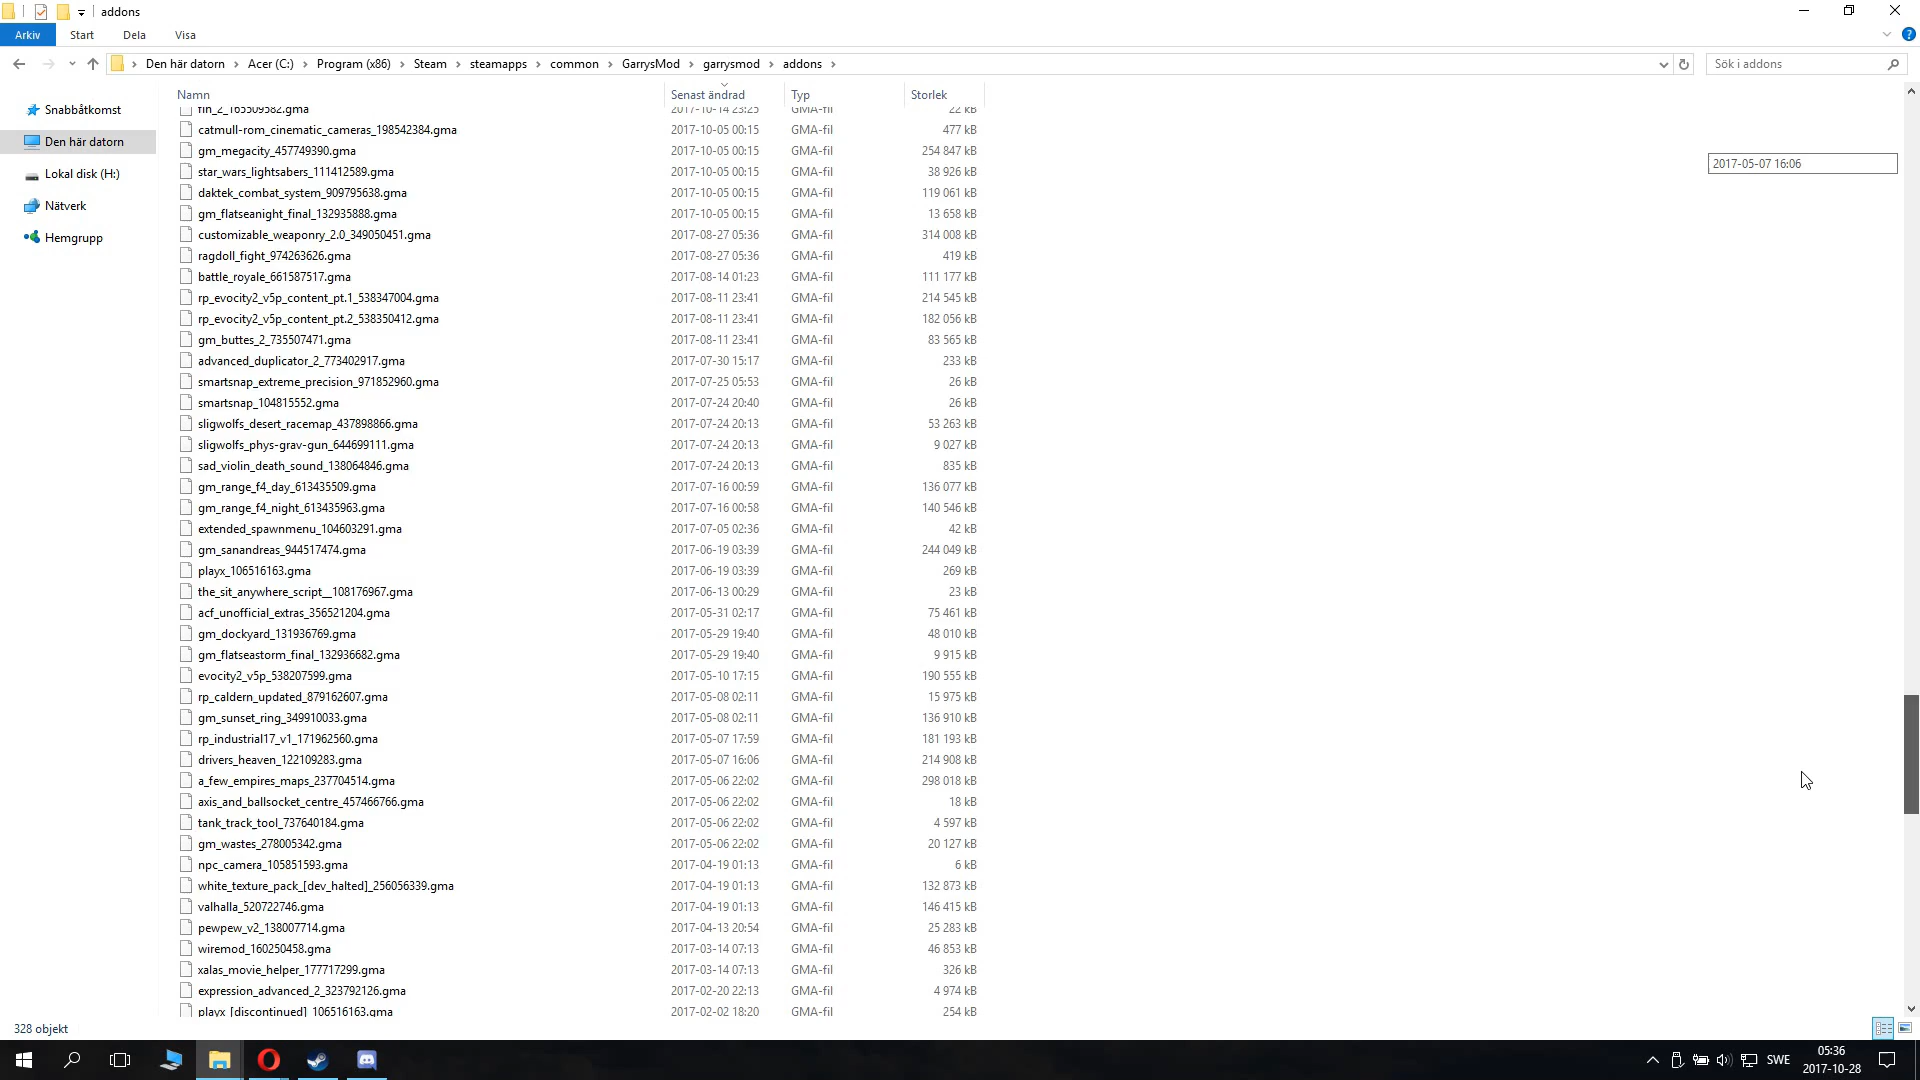 addons
Arkiv Start Dela Visa
Den här datorn Acer (C:) Program (x86) Steam steamapps common GarrysMod garrysmod addons Sök i addons
Namn Senast ändrad Typ Storlek
Snabbåtkomst
Den här datorn
Lokal disk (H:)
Nätverk
Hemgrupp
fin_2_165509582.gma 2017-10-14 23:25 GMA-fil 22 kB
catmull-rom_cinematic_cameras_198542384.gma 2017-10-05 00:15 GMA-fil 477 kB
gm_megacity_457749390.gma 2017-10-05 00:15 GMA-fil 254 847 kB
2017-05-07 16:06
star_wars_lightsabers_111412589.gma 2017-10-05 00:15 GMA-fil 38 926 kB
daktek_combat_system_909795638.gma 2017-10-05 00:15 GMA-fil 119 061 kB
gm_flatseanight_final_132935888.gma 2017-10-05 00:15 GMA-fil 13 658 kB
customizable_weaponry_2.0_349050451.gma 2017-08-27 05:36 GMA-fil 314 008 kB
ragdoll_fight_974263626.gma 2017-08-27 05:36 GMA-fil 419 kB
battle_royale_661587517.gma 2017-08-14 01:23 GMA-fil 111 177 kB
rp_evocity2_v5p_content_pt.1_538347004.gma 2017-08-11 23:41 GMA-fil 214 545 kB
rp_evocity2_v5p_content_pt.2_538350412.gma 2017-08-11 23:41 GMA-fil 182 056 kB
gm_buttes_2_735507471.gma 2017-08-11 23:41 GMA-fil 83 565 kB
advanced_duplicator_2_773402917.gma 2017-07-30 15:17 GMA-fil 233 kB
smartsnap_extreme_precision_971852960.gma 2017-07-25 05:53 GMA-fil 26 kB
smartsnap_104815552.gma 2017-07-24 20:40 GMA-fil 26 kB
sligwolfs_desert_racemap_437898866.gma 2017-07-24 20:13 GMA-fil 53 263 kB
sligwolfs_phys-grav-gun_644699111.gma 2017-07-24 20:13 GMA-fil 9 027 kB
sad_violin_death_sound_138064846.gma 2017-07-24 20:13 GMA-fil 835 kB
gm_range_f4_day_613435509.gma 2017-07-16 00:59 GMA-fil 136 077 kB
gm_range_f4_night_613435963.gma 2017-07-16 00:58 GMA-fil 140 546 kB
extended_spawnmenu_104603291.gma 2017-07-05 02:36 GMA-fil 42 kB
gm_sanandreas_944517474.gma 2017-06-19 03:39 GMA-fil 244 049 kB
playx_106516163.gma 2017-06-19 03:39 GMA-fil 269 kB
the_sit_anywhere_script__108176967.gma 2017-06-13 00:29 GMA-fil 23 kB
acf_unofficial_extras_356521204.gma 2017-05-31 02:17 GMA-fil 75 461 kB
gm_dockyard_131936769.gma 2017-05-29 19:40 GMA-fil 48 010 kB
gm_flatseastorm_final_132936682.gma 2017-05-29 19:40 GMA-fil 9 915 kB
evocity2_v5p_538207599.gma 2017-05-10 17:15 GMA-fil 190 555 kB
rp_caldern_updated_879162607.gma 2017-05-08 02:11 GMA-fil 15 975 kB
gm_sunset_ring_349910033.gma 2017-05-08 02:11 GMA-fil 136 910 kB
rp_industrial17_v1_171962560.gma 2017-05-07 17:59 GMA-fil 181 193 kB
drivers_heaven_122109283.gma 2017-05-07 16:06 GMA-fil 214 908 kB
a_few_empires_maps_237704514.gma 2017-05-06 22:02 GMA-fil 298 018 kB
axis_and_ballsocket_centre_457466766.gma 2017-05-06 22:02 GMA-fil 18 kB
tank_track_tool_737640184.gma 2017-05-06 22:02 GMA-fil 4 597 kB
gm_wastes_278005342.gma 2017-05-06 22:02 GMA-fil 20 127 kB
npc_camera_105851593.gma 2017-04-19 01:13 GMA-fil 6 kB
white_texture_pack_[dev_halted]_256056339.gma 2017-04-19 01:13 GMA-fil 132 873 kB
valhalla_520722746.gma 2017-04-19 01:13 GMA-fil 146 415 kB
pewpew_v2_138007714.gma 2017-04-13 20:54 GMA-fil 25 283 kB
wiremod_160250458.gma 2017-03-14 07:13 GMA-fil 46 853 kB
xalas_movie_helper_177717299.gma 2017-03-14 07:13 GMA-fil 326 kB
expression_advanced_2_323792126.gma 2017-02-20 22:13 GMA-fil 4 974 kB
playx_[discontinued]_106516163.gma 2017-02-02 18:20 GMA-fil 254 kB
328 objekt
SWE 05:36
2017-10-28